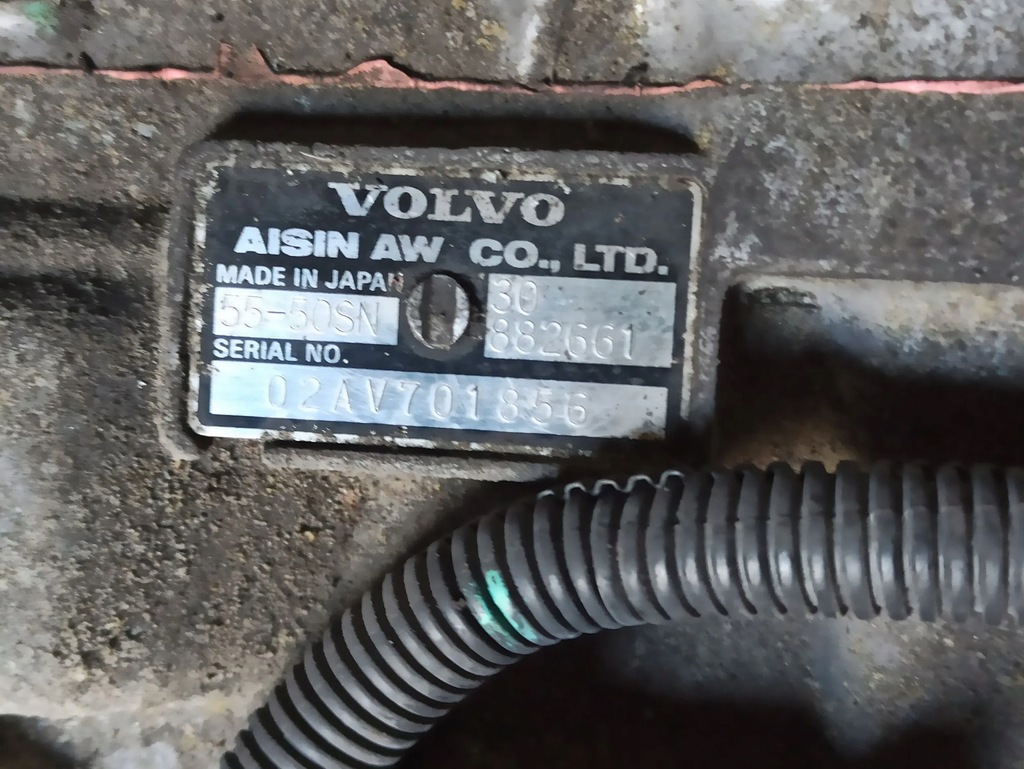 VOLVO
AISIN AW CO., LTD.
MADE IN JAPAN
30
55-50SN
882661
SERIAL NO.
02AV701856